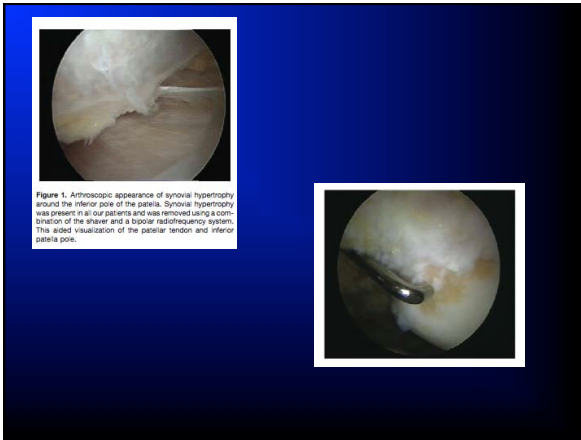 Figure 1. Arthroscopic appearance of synovial hypertrophy
around the inferior pole of the patella. Synovial hypertrophy
was present in all our patients and was removed using a com-
bination of the shaver and a bipolar radiofrequency system.
This aided visualization of the patellar tendon and inferior
patella pole.